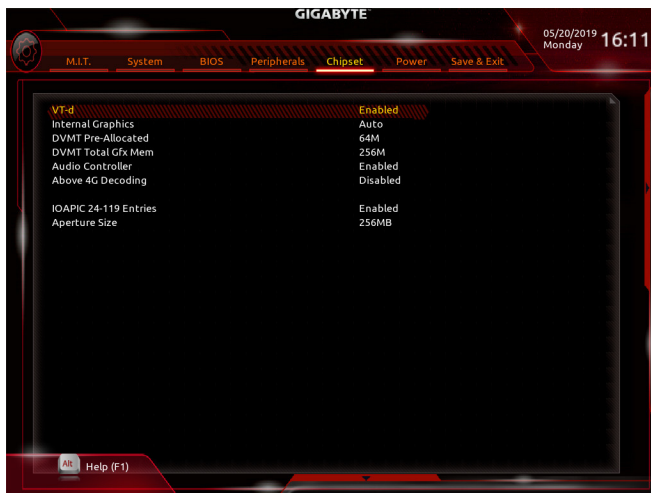 GIGABYTE™
05/20/2019 Monday 16:11
M.I.T. System BIOS Peripherals Chipset Power Save & Exit
VT-d Enabled
Internal Graphics Auto
DVMT Pre-Allocated 64M
DVMT Total Gfx Mem 256M
Audio Controller Enabled
Above 4G Decoding Disabled
IOAPIC 24-119 Entries Enabled
Aperture Size 256MB
Alt Help (F1)